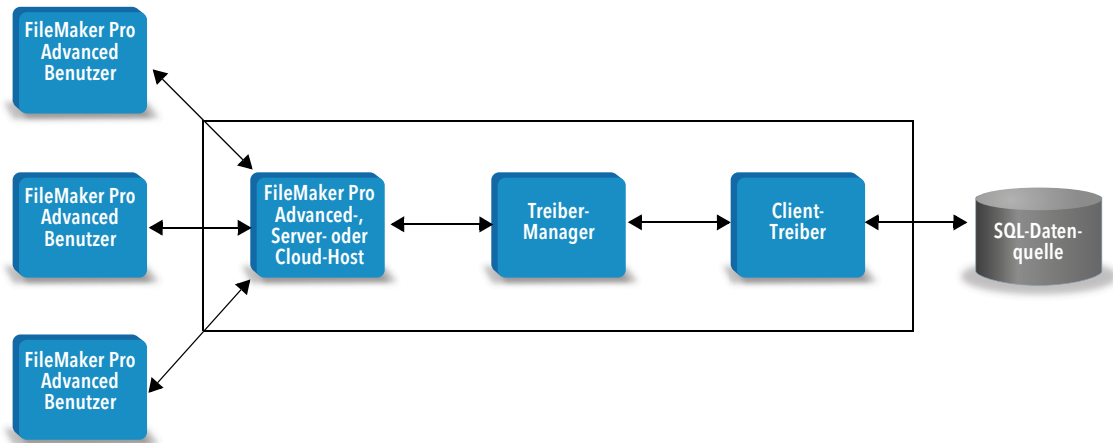 FileMaker Pro
Advanced
Benutzer
FileMaker Pro
Advanced
Benutzer
FileMaker Pro
Advanced-,
Server- oder
Cloud-Host
Treiber-
Manager
Client-
Treiber
SQL-Daten-
quelle
FileMaker Pro
Advanced
Benutzer